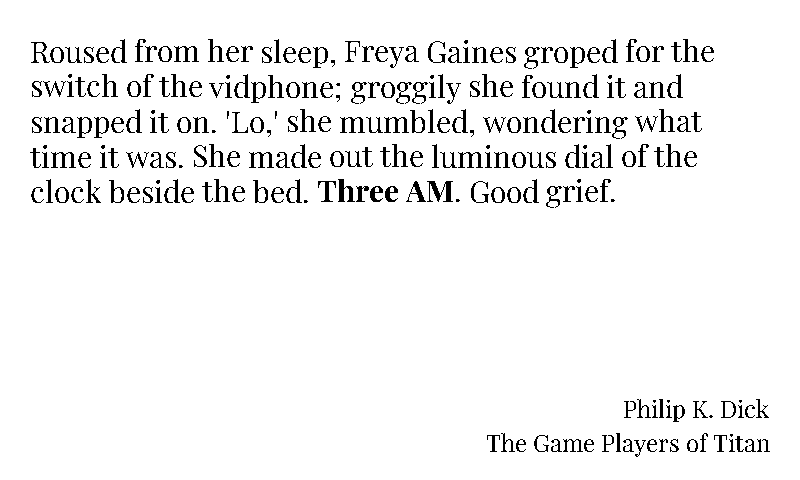 Roused from her sleep, Freya Gaines groped for the
switch of the vidphone; groggily she found it and
snapped it on. 'Lo,' she mumbled, wondering what
time it was. She made out the luminous dial of the
clock beside the bed. Three AM. Good grief.
Philip K. Dick
The Game Players of Titan